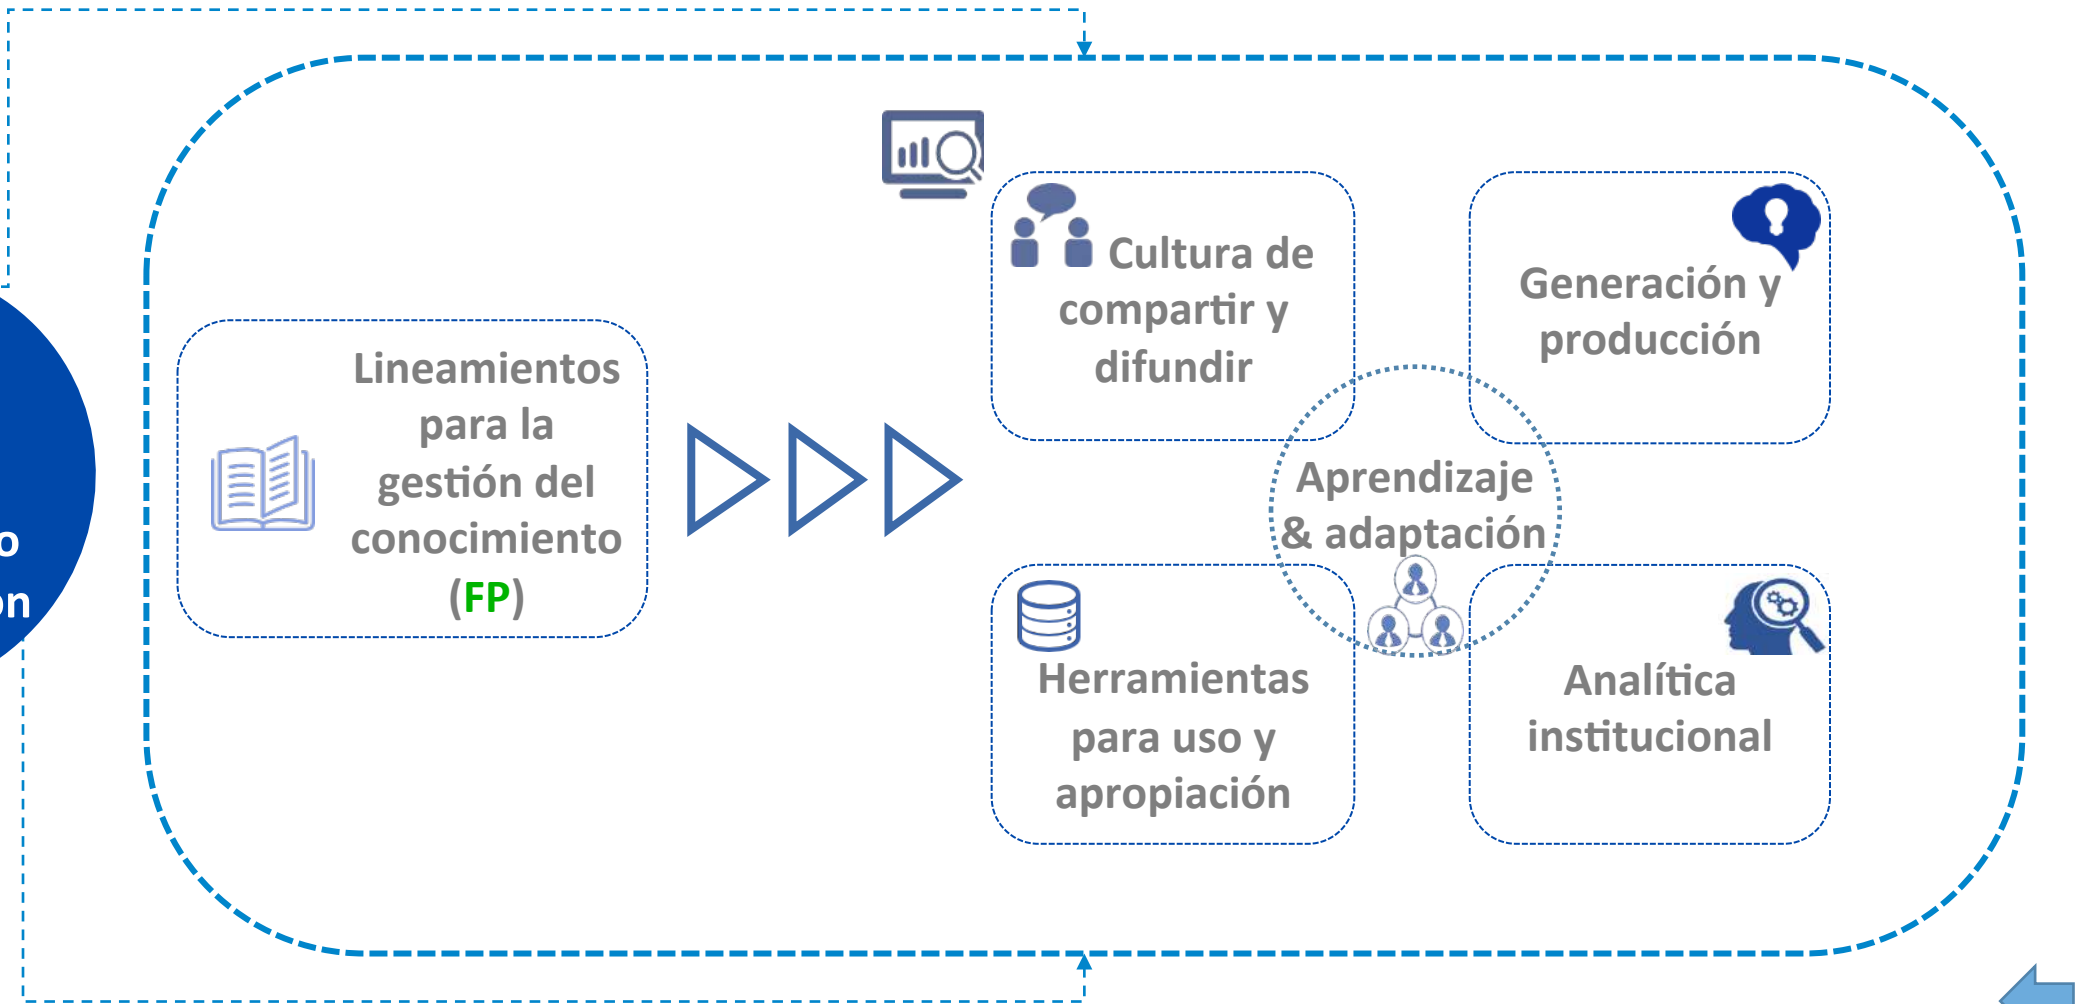 Lineamientos
para la
gestión del
conocimiento
(FP)
Cultura de
compartir y
difundir
Generación y
producción
Aprendizaje
& adaptación
Herramientas
para uso y
apropiación
Analítica
institucional